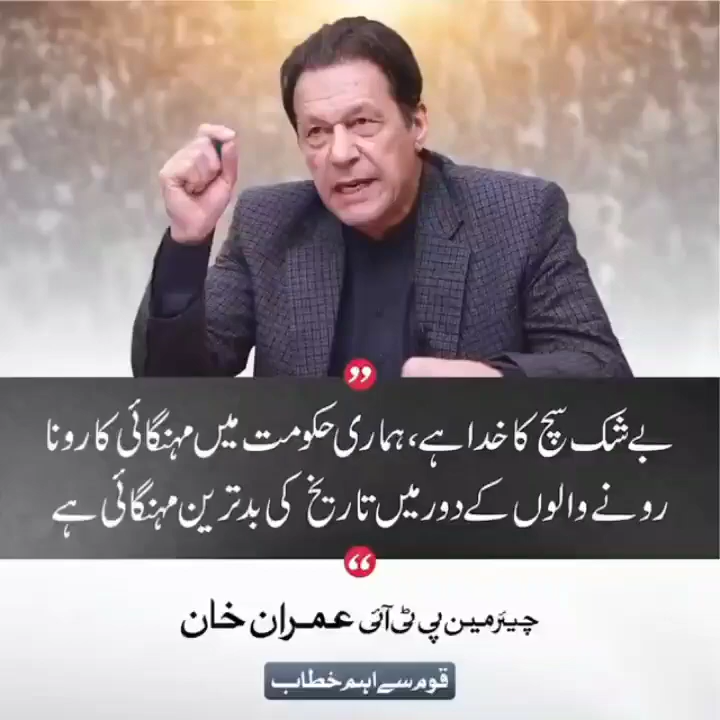 بے شک سچ کا خدا ہے، ہماری حکومت میں مہنگائی کا رونا
رونے والوں کے دور میں تاریخ کی بدترین مہنگائی ہے
چیئرمین پی ٹی آئی عمران خان
قوم سے اہم خطاب